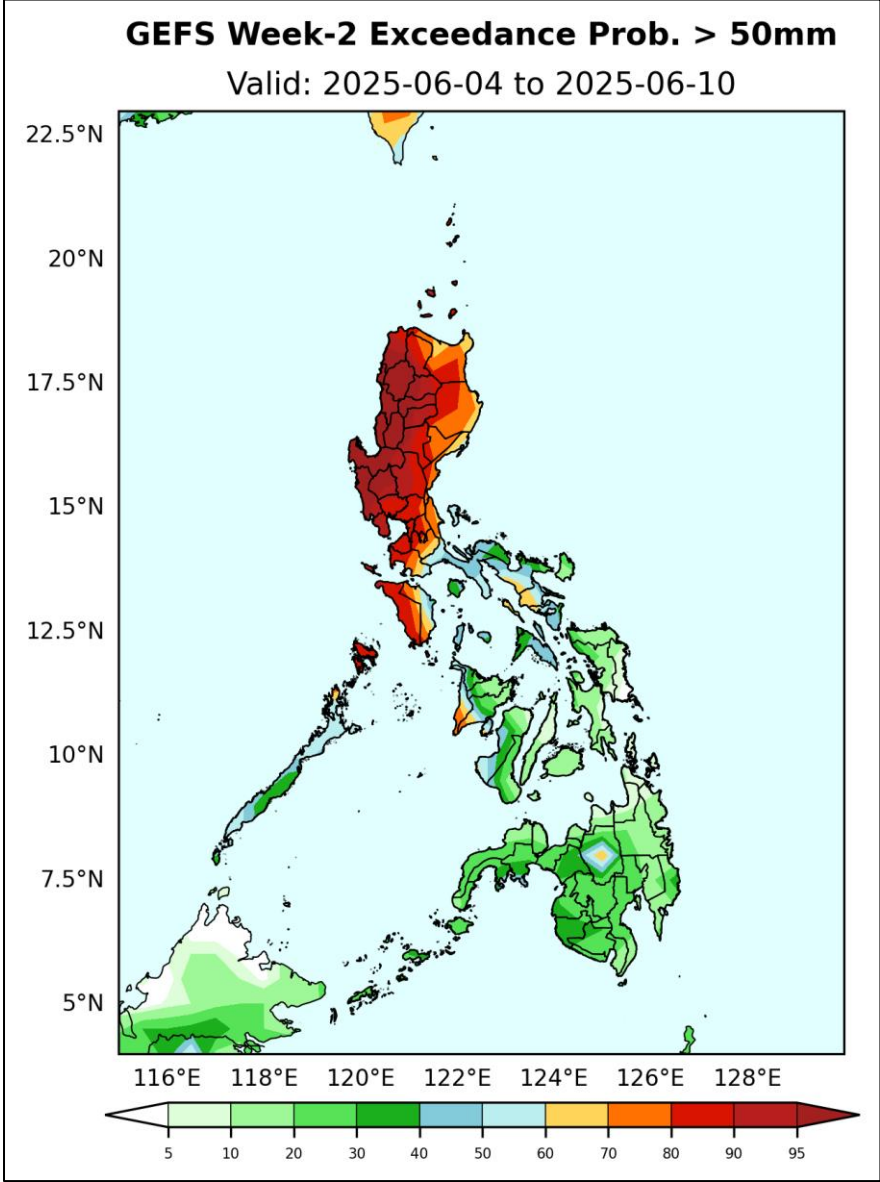 GEFS Week-2 Exceedance Prob. > 50mm
Valid: 2025-06-04 to 2025-06-10
22.5°N
20°N
17.5°N
15°N
12.5°N
10°N
7.5°N
5°N
116°E 118°E 120°E 122°E 124°E 126°E 128°E
5 10 20 30 40 50 60 70 80 90 95